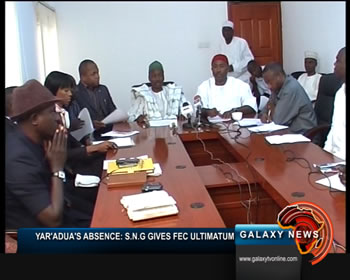 YAR'ADUA'S ABSENCE: S.N.G GIVES FEC ULTIMATUM
GALAXY NEWS
www.galaxytvonline.com